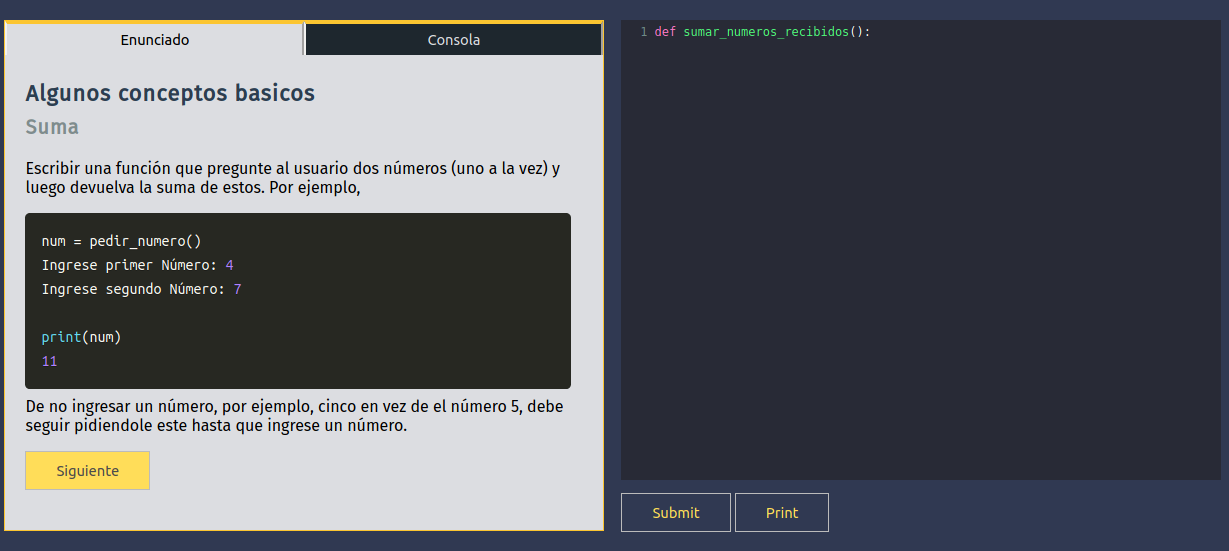 Enunciado
Consola
Algunos conceptos basicos
Suma
Escribir una función que pregunte al usuario dos números (uno a la vez) y
luego devuelva la suma de estos. Por ejemplo,
num = pedir_numero()
Ingrese primer Número: 4
Ingrese segundo Número: 7
print(num)
11
De no ingresar un número, por ejemplo, cinco en vez de el número 5, debe
seguir pidiendole este hasta que ingrese un número.
Siguiente
1 def sumar_numeros_recibidos():
Submit
Print